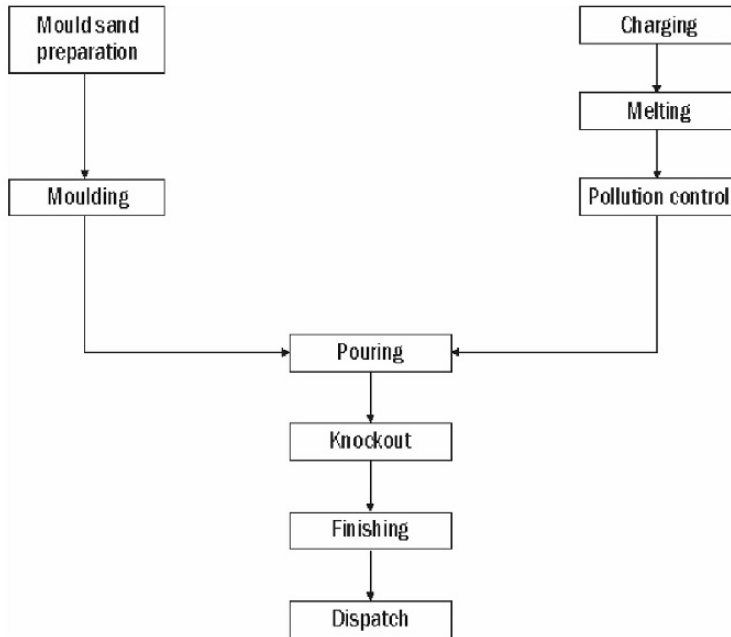 Mould sand
preparation
Charging
Melting
Moulding
Pollution control
Pouring
Knockout
Finishing
Dispatch